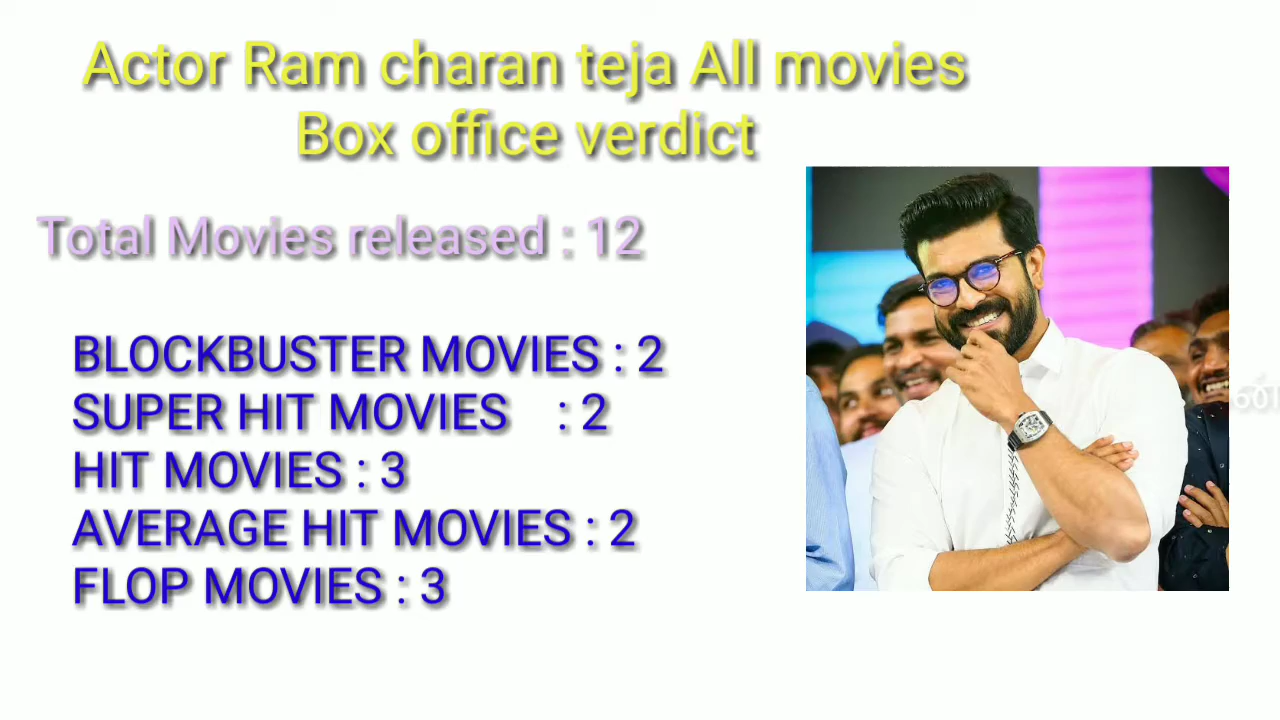 Actor Ram charan teja All movies
Box office verdict
Total Movies released : 12
BLOCKBUSTER MOVIES : 2
SUPER HIT MOVIES : 2
HIT MOVIES : 3
AVERAGE HIT MOVIES : 2
FLOP MOVIES : 3